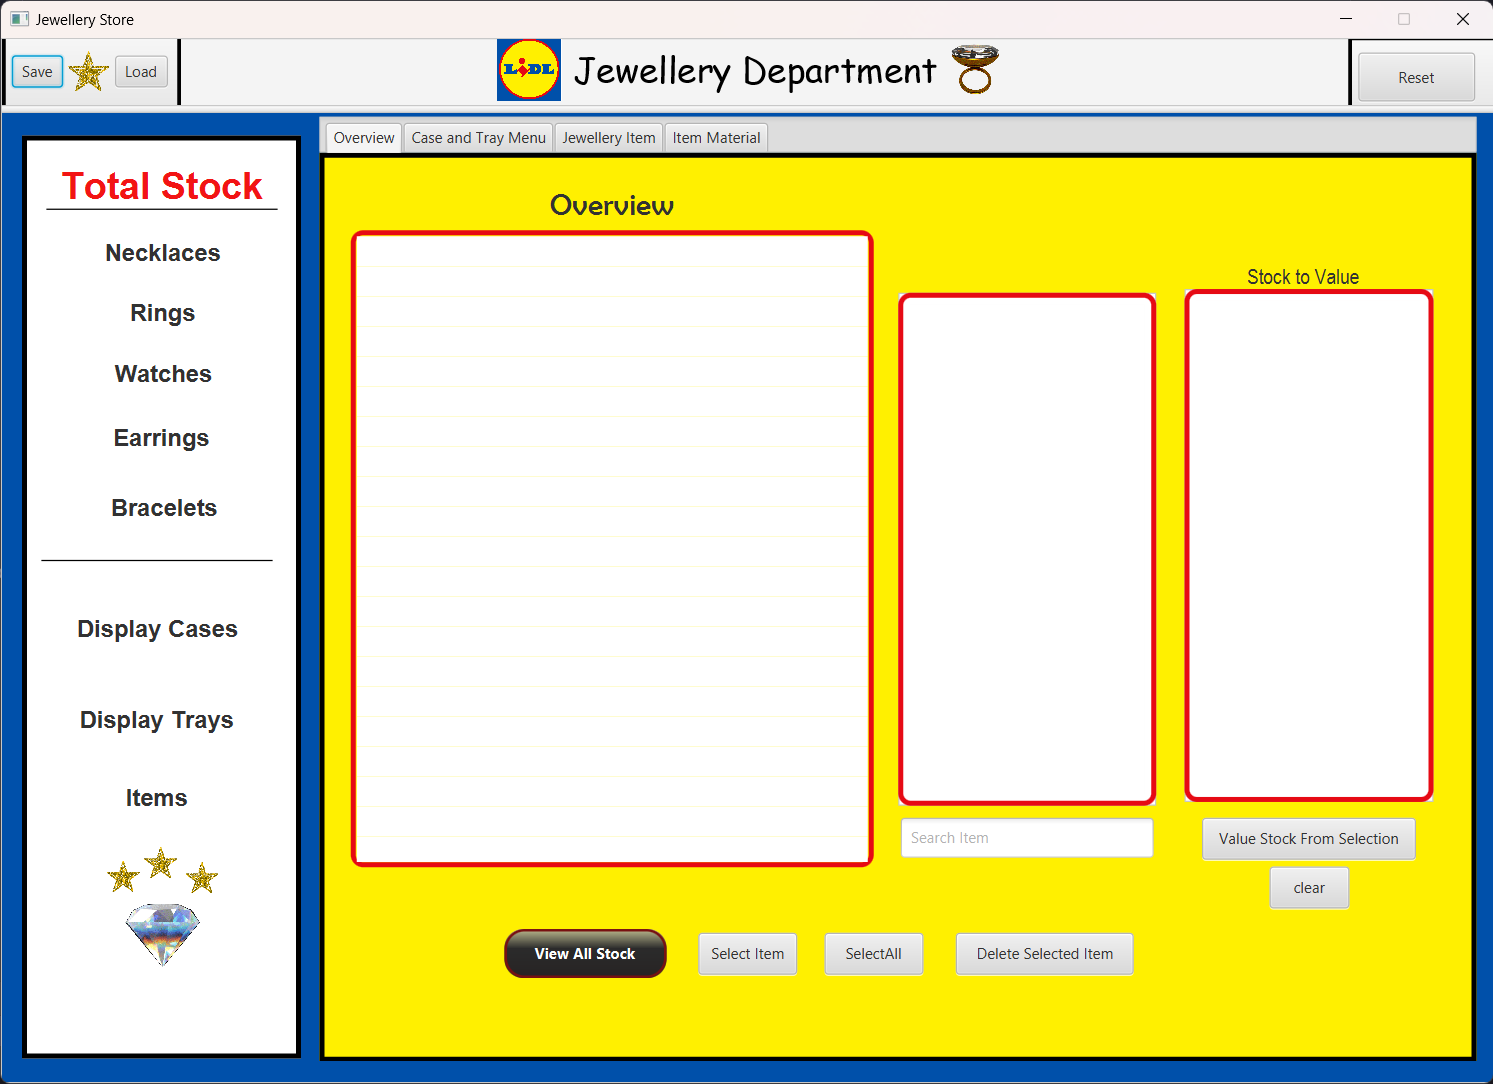 Jewellery Store
Save
Load
LIDL
Jewellery Department
Reset
Overview
Case and Tray Menu
Jewellery Item
Item Material
Total Stock
Necklaces
Rings
Watches
Earrings
Bracelets
Display Cases
Display Trays
Items
Overview
Stock to Value
Search Item
Value Stock From Selection
clear
View All Stock
Select Item
SelectAll
Delete Selected Item